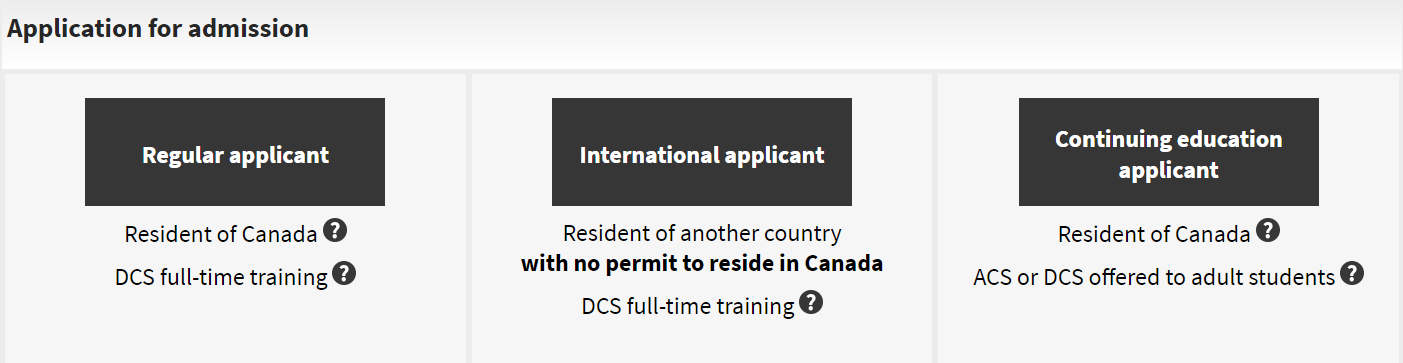 Application for admission
Regular applicant
Resident of Canada ?
DCS full-time training ?
International applicant
Resident of another country
with no permit to reside in Canada
DCS full-time training ?
Continuing education
applicant
Resident of Canada ?
ACS or DCS offered to adult students ?